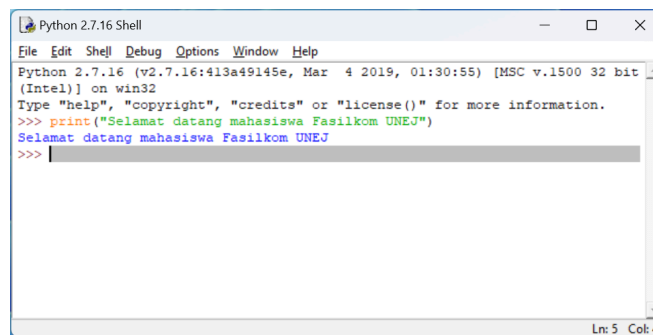 Python 2.7.16 Shell
File Edit Shell Debug Options Window Help
Python 2.7.16 (v2.7.16:413a49145e, Mar  4 2019, 01:30:55) [MSC v.1500 32 bit
(Intel)] on win32
Type "help", "copyright", "credits" or "license()" for more information.
>>> print("Selamat datang mahasiswa Fasilkom UNEJ")
Selamat datang mahasiswa Fasilkom UNEJ
>>>
Ln: 5 Col: